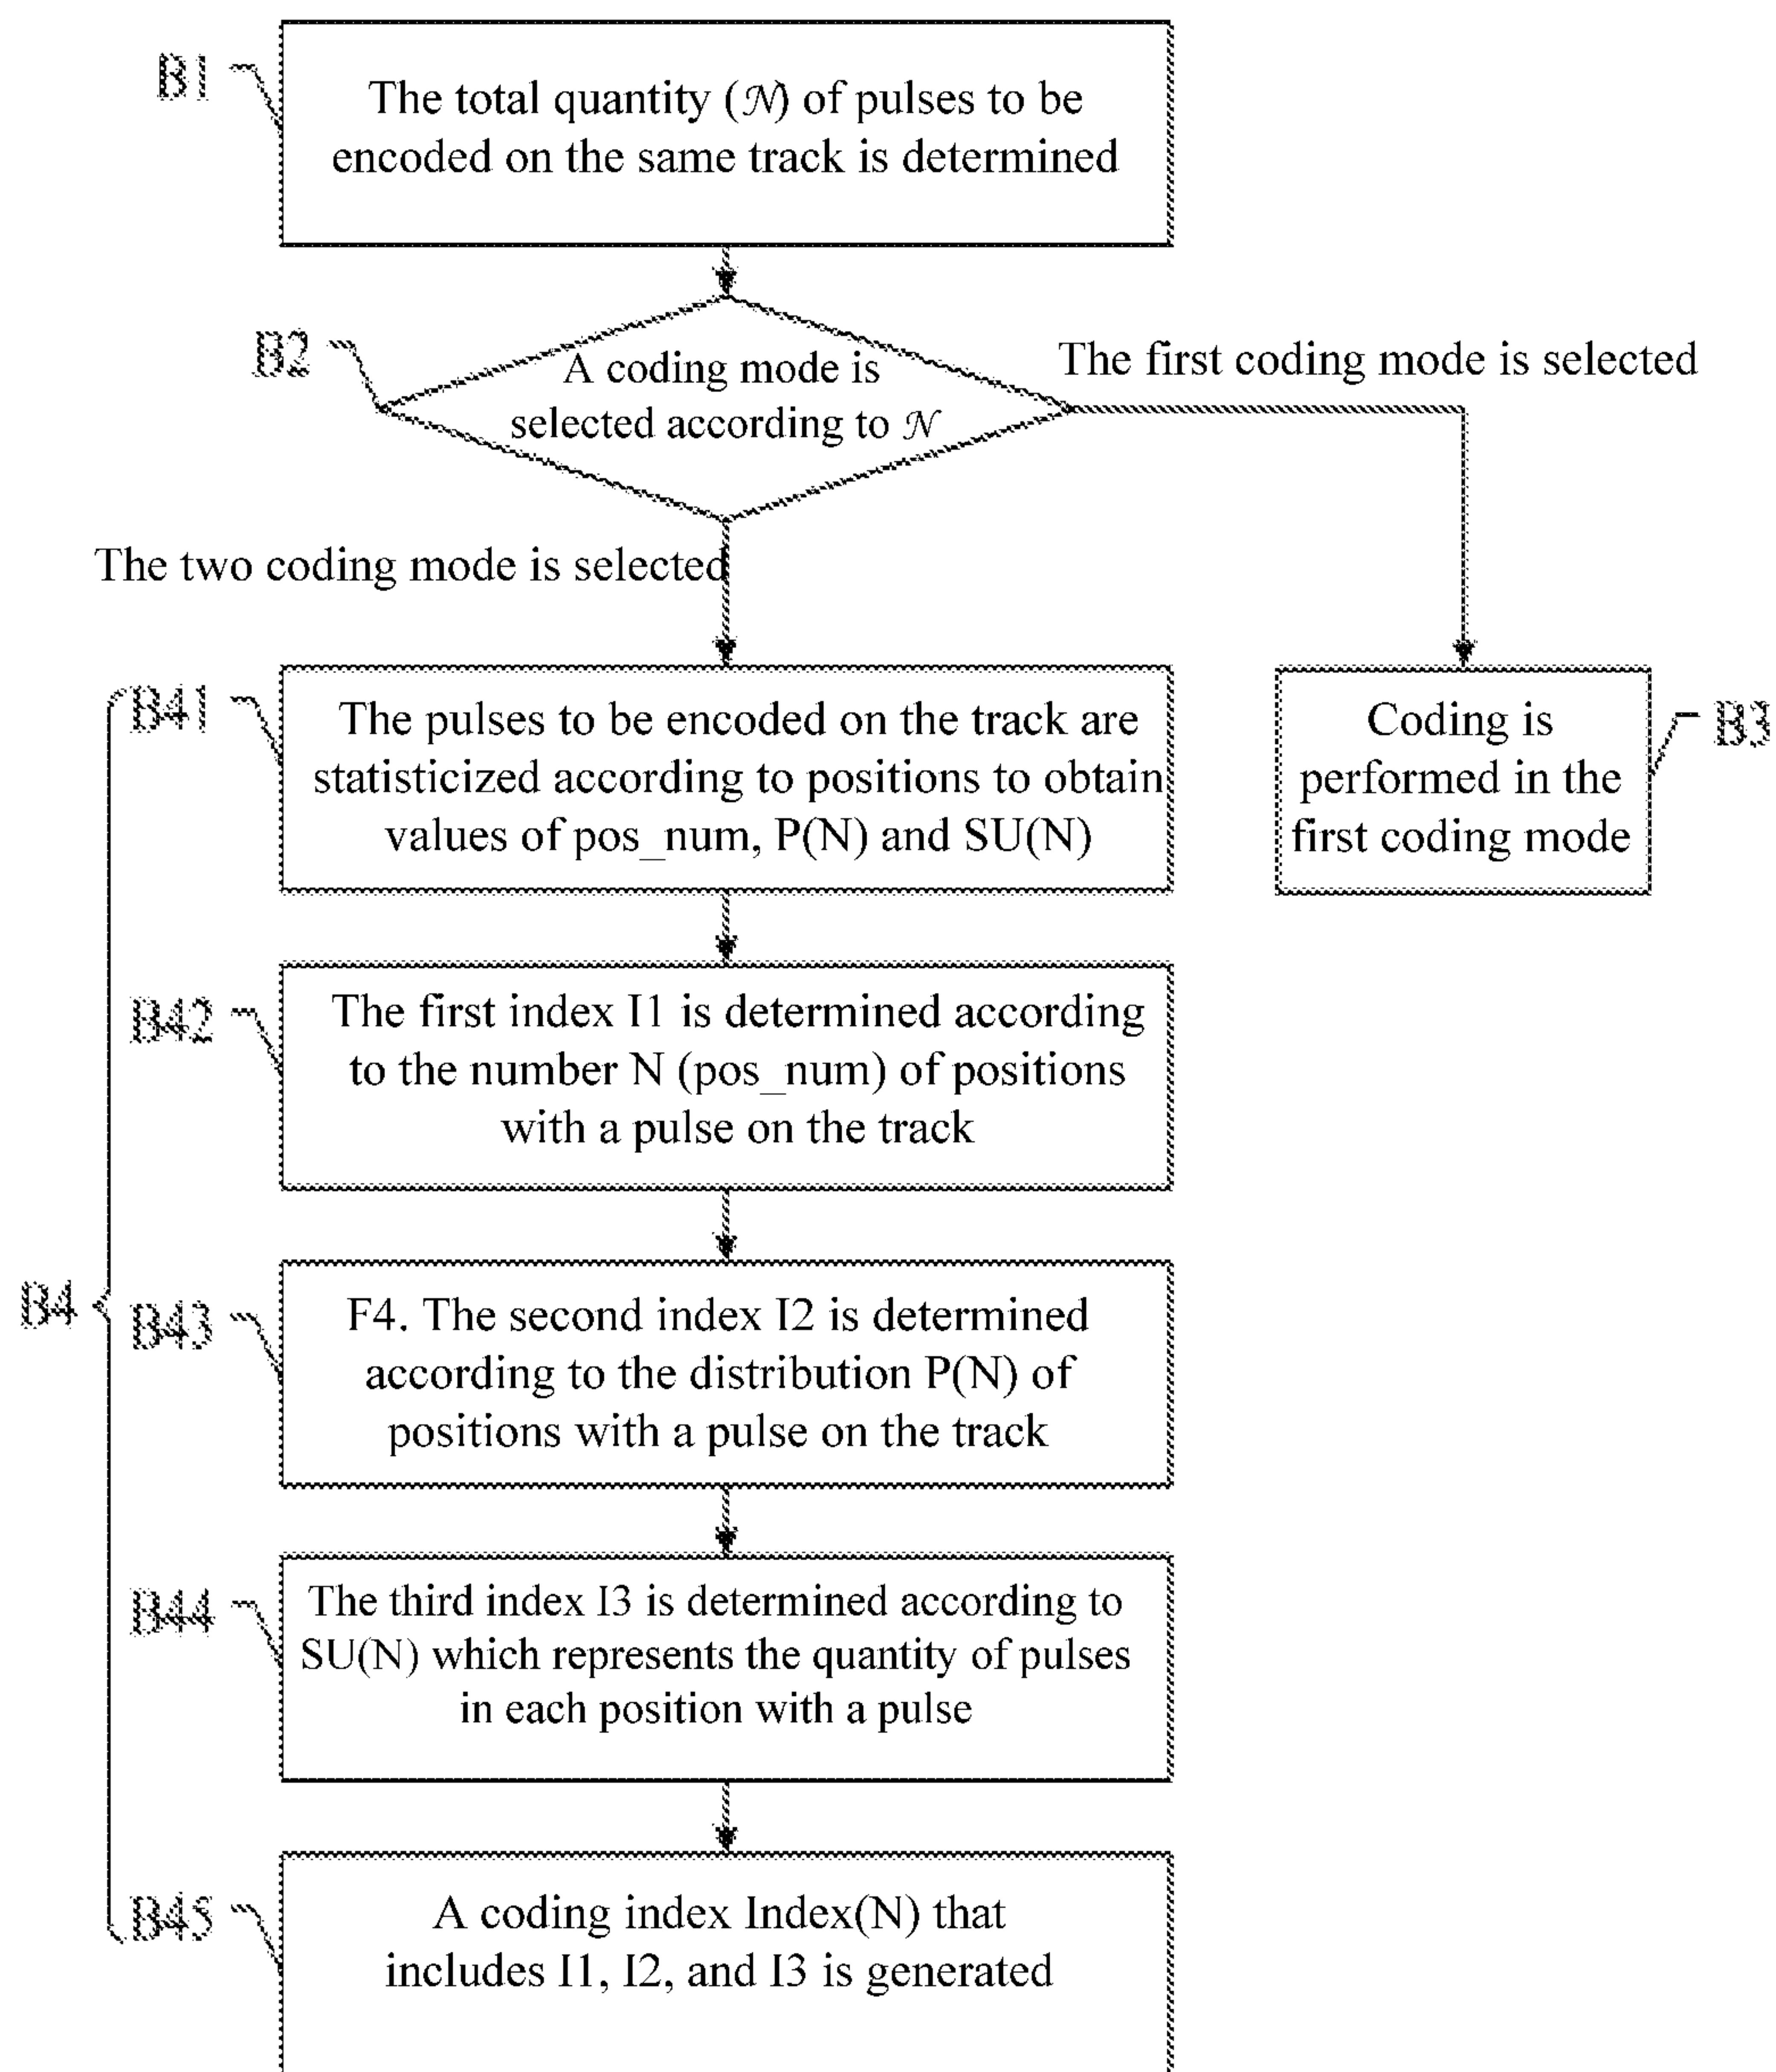 B1
The total quantity (𝒩) of pulses to be
encoded on the same track is determined
B2
A coding mode is
selected according to 𝒩
The first coding mode is selected
The two coding mode is selected
B41
The pulses to be encoded on the track are
statisticized according to positions to obtain
values of pos_num, P(N) and SU(N)
Coding is
performed in the
first coding mode
B3
B42
The first index I1 is determined according
to the number N (pos_num) of positions
with a pulse on the track
B4
B43
F4. The second index I2 is determined
according to the distribution P(N) of
positions with a pulse on the track
B44
The third index I3 is determined according to
SU(N) which represents the quantity of pulses
in each position with a pulse
B45
A coding index Index(N) that
includes I1, I2, and I3 is generated